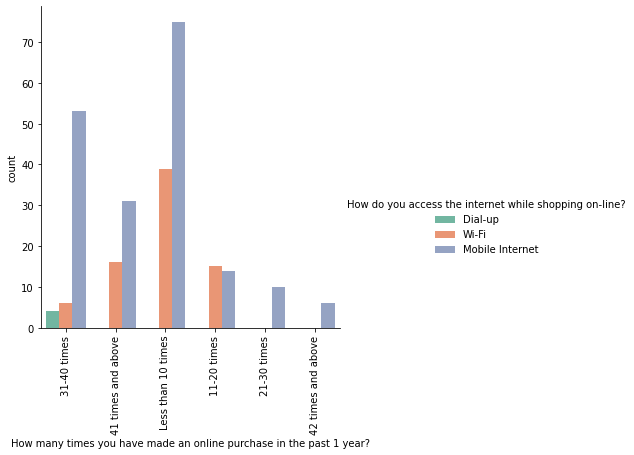 70
60
50
40
30
20
10
0
count
31-40 times
41 times and above
Less than 10 times
11-20 times
21-30 times
42 times and above
How many times you have made an online purchase in the past 1 year?
How do you access the internet while shopping on-line?
Dial-up
Wi-Fi
Mobile Internet